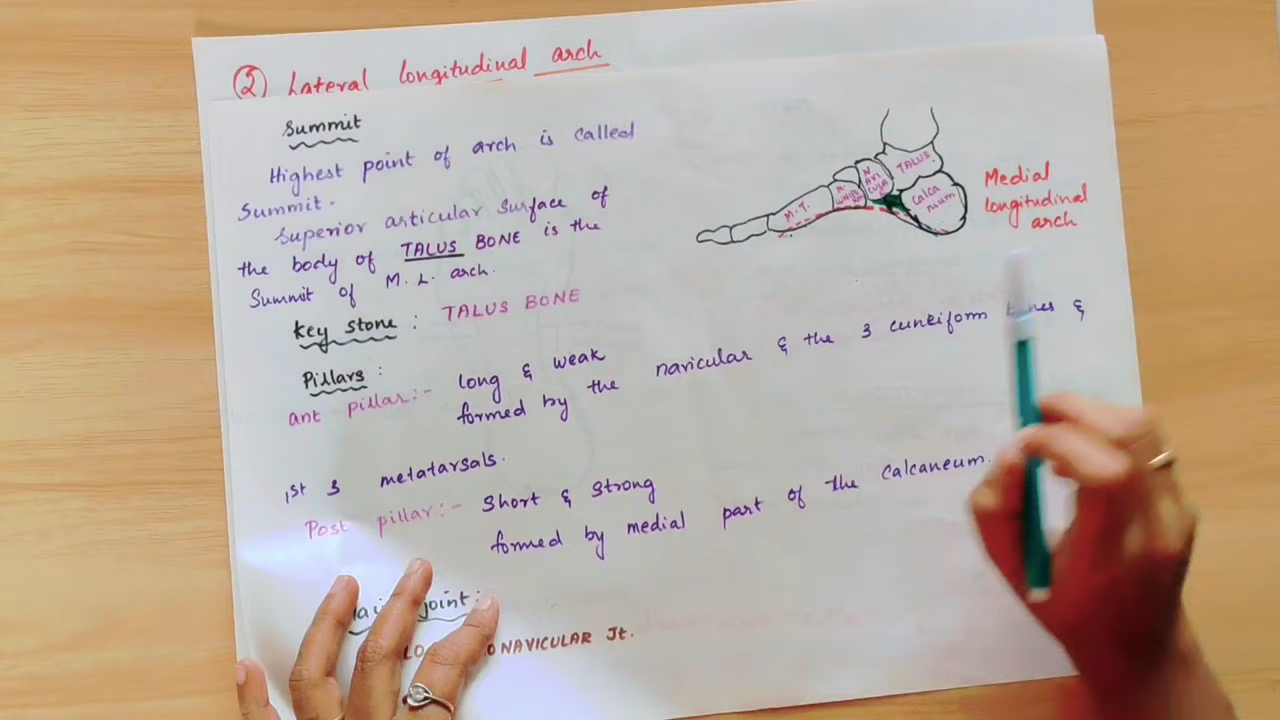 ② Lateral longitudinal arch
Summit
Highest point of arch is called
Summit.
Superior articular surface of
the body of TALUS BONE is the
Summit of M. L. arch.
Key stone : TALUS BONE
Pillars :
ant pillar:- long & weak
formed by the navicular & the 3 cuneiform &
1st 3 metatarsals.
Post pillar:- Short & Strong
formed by medial part of the calcaneum.
joint:
NAVICULAR Jt.
TALUS
Calca
nium
M.T.
Medial
longitudinal
arch